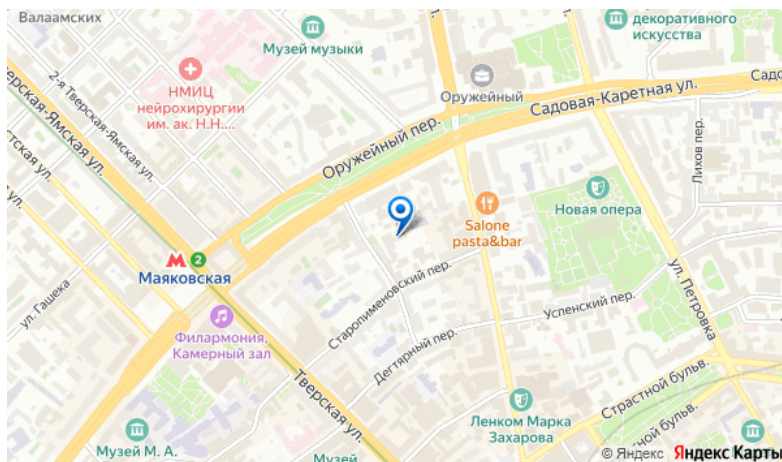 Валаамских
Музей музыки
декоративного
искусства
2-я Тверская-Ямская ул.
Тверская-Ямская ул.
НМИЦ
нейрохирургии
им. ак. Н.Н....
Оружейный
Садовая-Каретная ул.
Оружейный пер.
Лихов пер.
Новая опера
Salone
pasta&bar
2
Маяковская
ул. Гашека
Старопименовский пер.
Успенский пер.
ул. Петровка
Филармония,
Камерный зал
Дегтярный пер.
Тверская ул.
Страстной бульв.
Ленком Марка
Захарова
Музей М. А.
Музей
© Яндекс Яндекс Карты